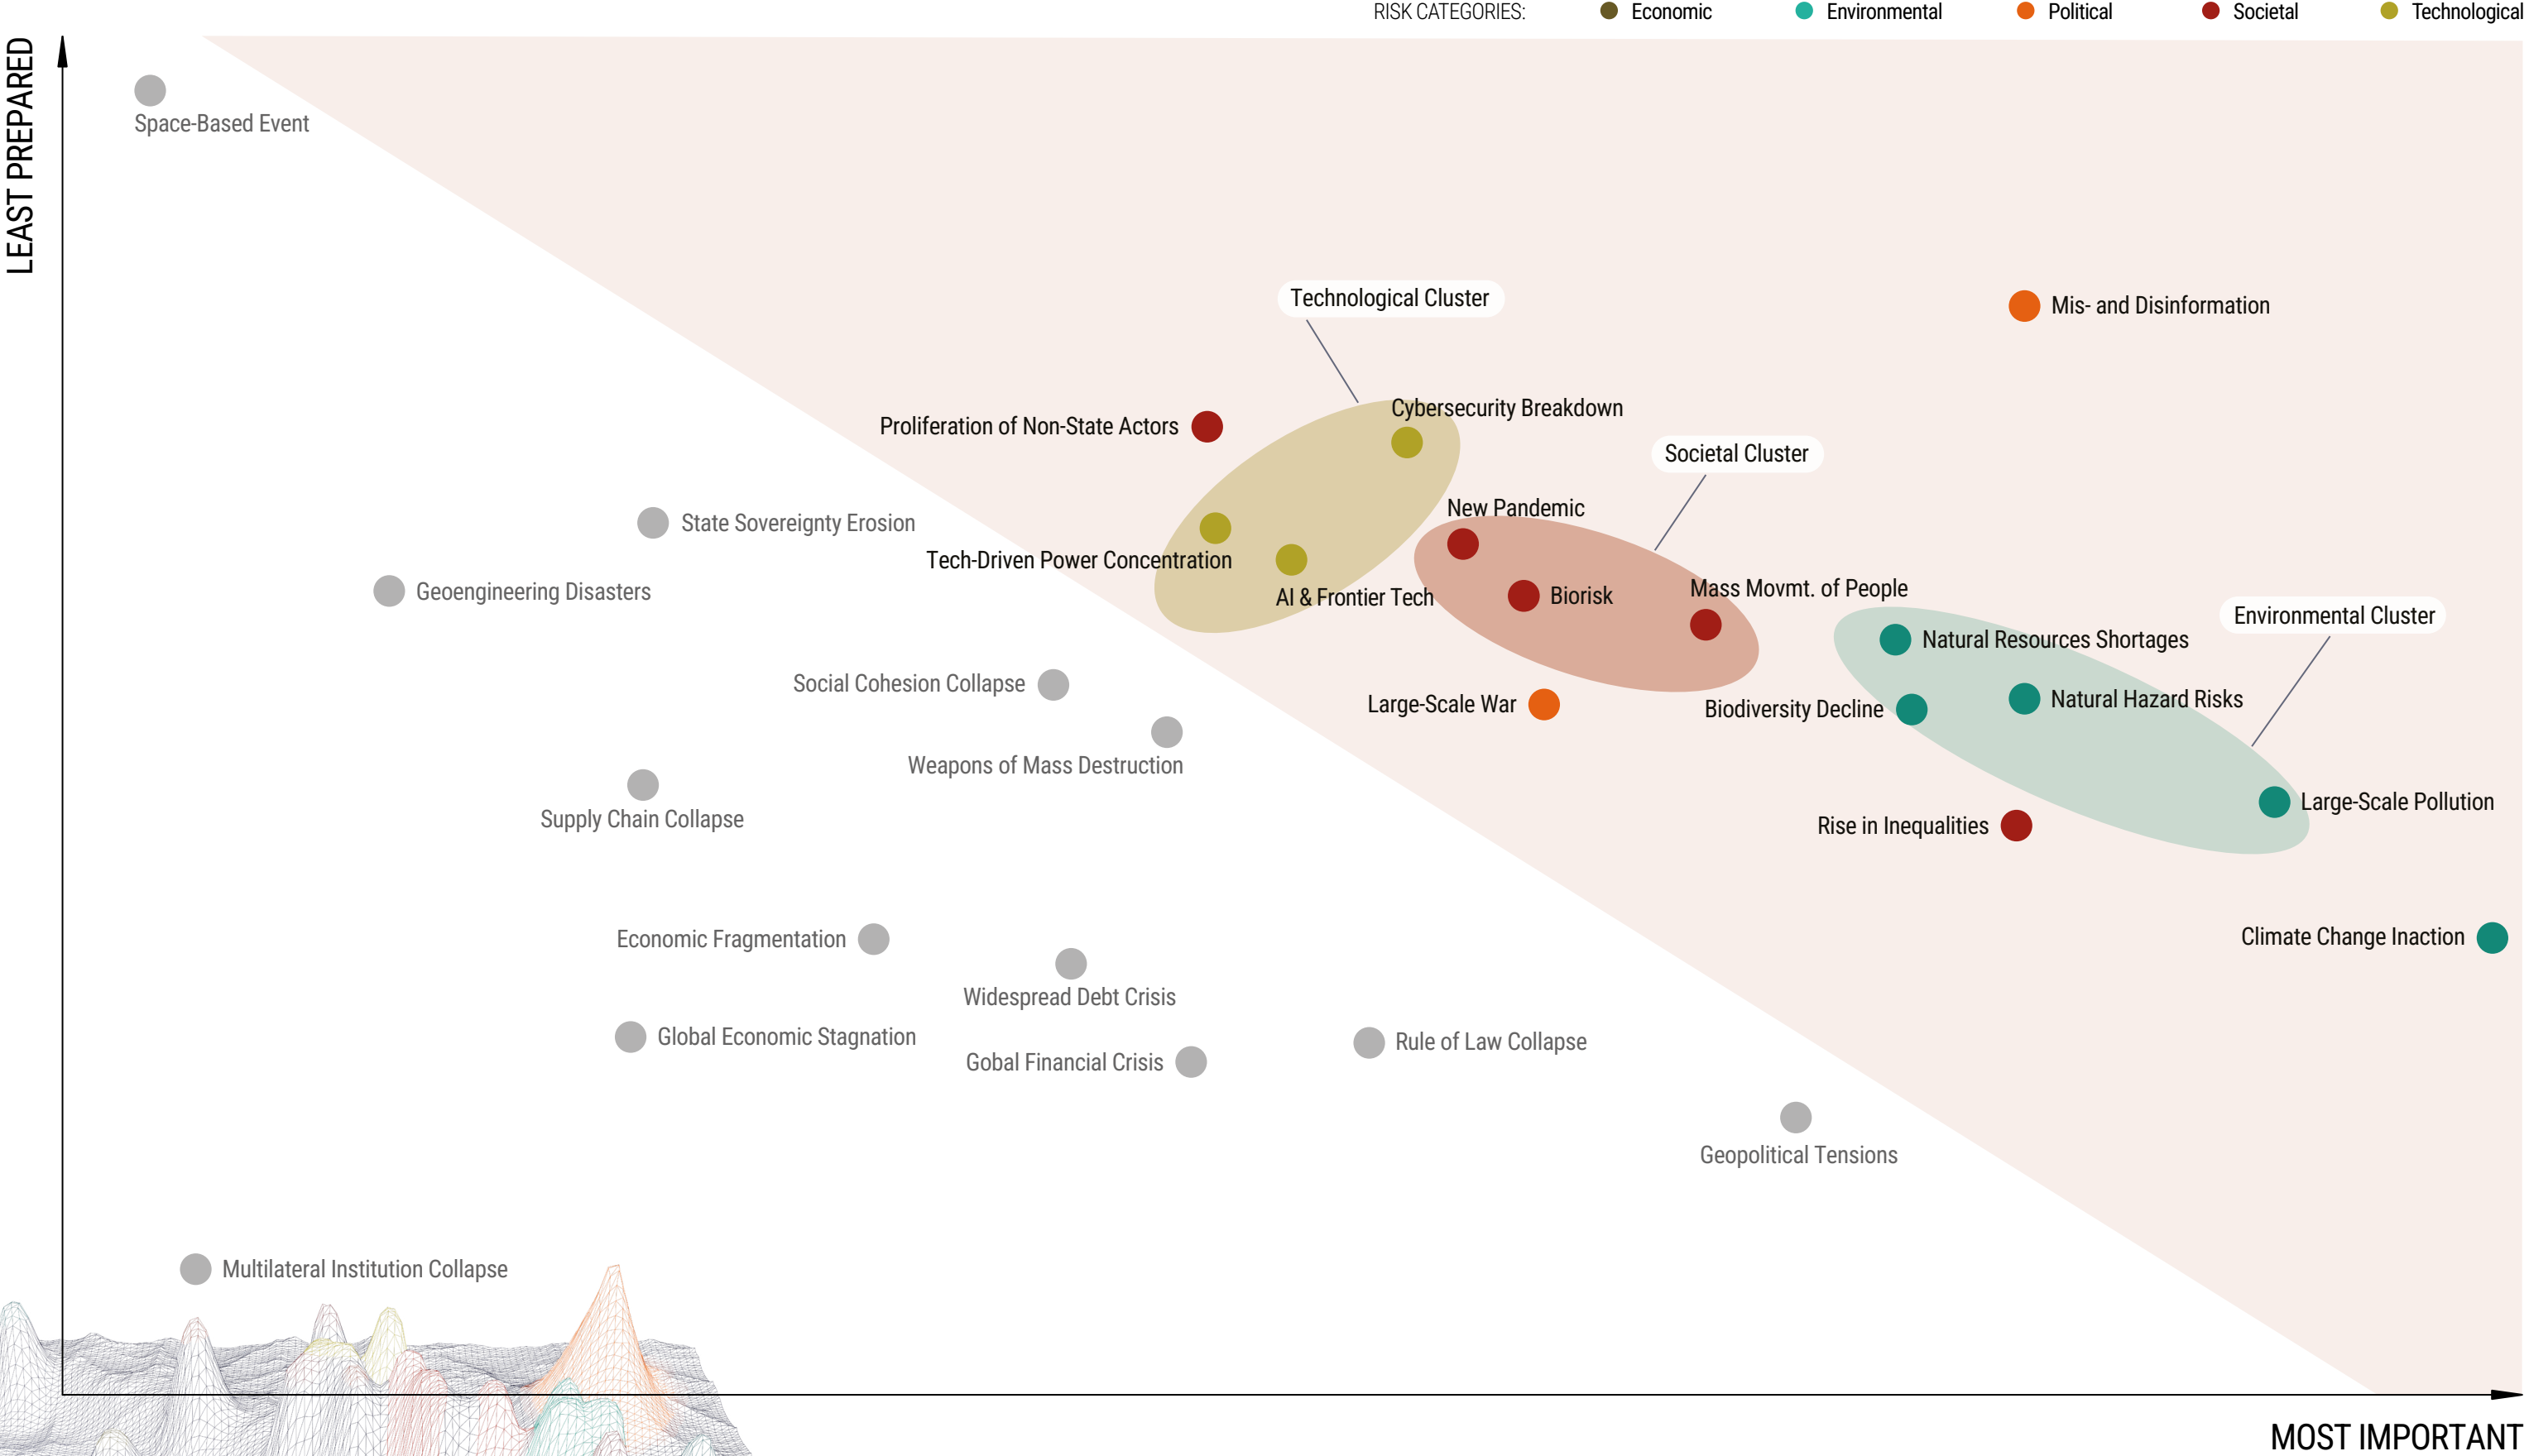 RISK CATEGORIES: Economic Environmental Political Societal Technological
LEAST PREPARED
Space-Based Event
Technological Cluster
Mis- and Disinformation
Cybersecurity Breakdown
Proliferation of Non-State Actors
Societal Cluster
New Pandemic
State Sovereignty Erosion
Tech-Driven Power Concentration
Geoengineering Disasters
AI & Frontier Tech
Biorisk
Mass Movmt. of People
Environmental Cluster
Natural Resources Shortages
Social Cohesion Collapse
Large-Scale War
Biodiversity Decline
Natural Hazard Risks
Weapons of Mass Destruction
Supply Chain Collapse
Large-Scale Pollution
Rise in Inequalities
Economic Fragmentation
Climate Change Inaction
Widespread Debt Crisis
Global Economic Stagnation
Gobal Financial Crisis
Rule of Law Collapse
Geopolitical Tensions
Multilateral Institution Collapse
MOST IMPORTANT